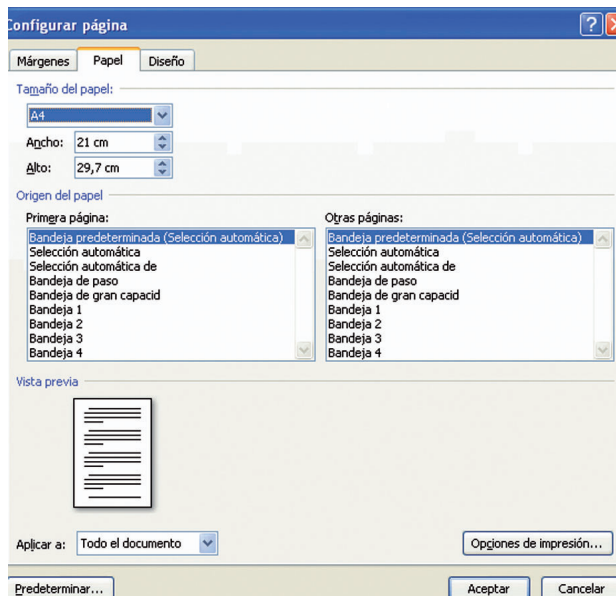 Configurar página
Márgenes Papel Diseño
Tamaño del papel:
A4
Ancho: 21 cm
Alto: 29,7 cm
Origen del papel
Primera página:
Bandeja predeterminada (Selección automática)
Selección automática
Selección automática de
Bandeja de paso
Bandeja de gran capacid
Bandeja 1
Bandeja 2
Bandeja 3
Bandeja 4
Otras páginas:
Bandeja predeterminada (Selección automática)
Selección automática
Selección automática de
Bandeja de paso
Bandeja de gran capacid
Bandeja 1
Bandeja 2
Bandeja 3
Bandeja 4
Vista previa
Aplicar a: Todo el documento
Opciones de impresión...
Predeterminar...
Aceptar
Cancelar